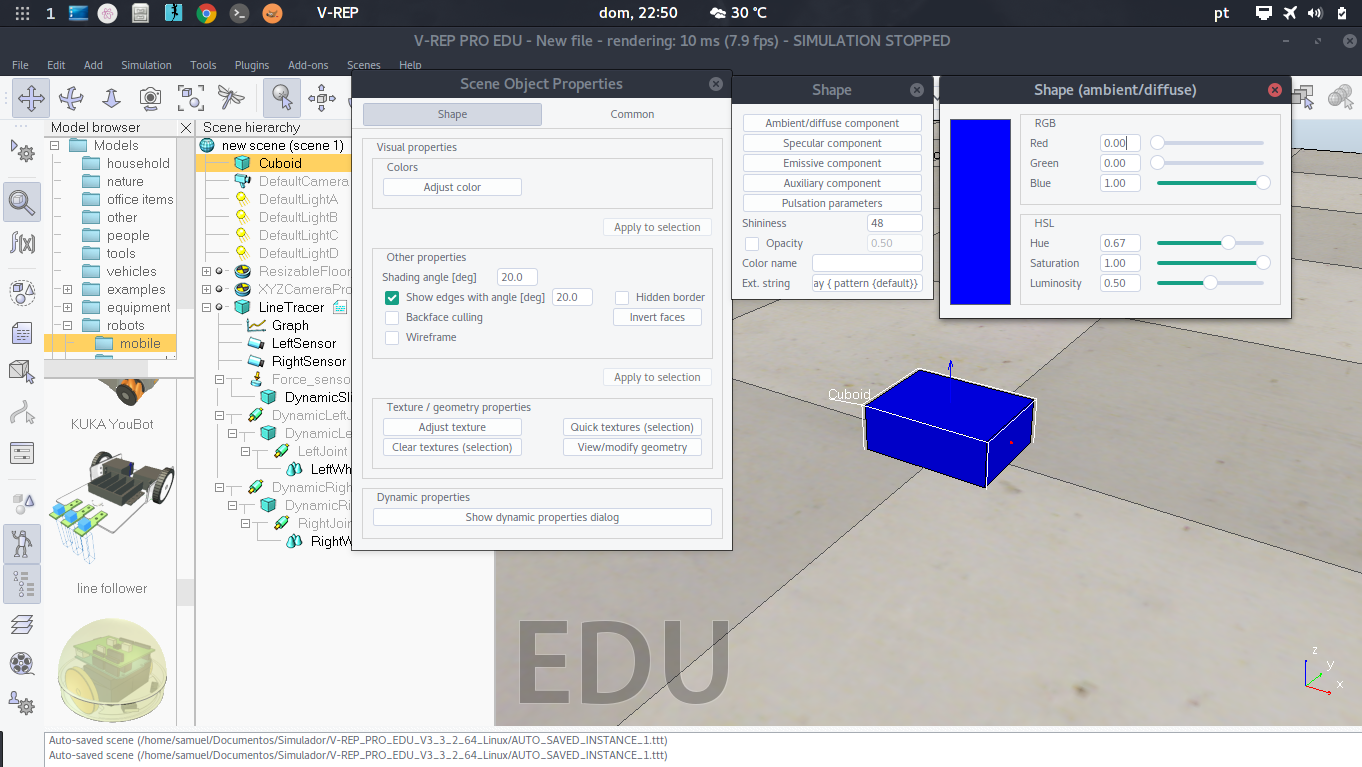 1 V-REP dom, 22:50 30 ℃ pt
V-REP PRO EDU - New file - rendering: 10 ms (7.9 fps) - SIMULATION STOPPED
File Edit Add Simulation Tools Plugins Add-ons Scenes Help
Model browser
Models
household
nature
office items
other
people
tools
vehicles
examples
equipment
robots
mobile
KUKA YouBot
line follower
Scene hierarchy
new scene (scene 1)
Cuboid
DefaultCamera
DefaultLightA
DefaultLightB
DefaultLightC
DefaultLightD
ResizableFloor
XYZCameraPro
LineTracer
Graph
LeftSensor
RightSensor
Force_senso
DynamicSli
DynamicLeftJ
DynamicLe
LeftJoint
LeftWh
DynamicRight
DynamicRi
RightJoin
RightW
Scene Object Properties
Shape Common
Visual properties
Colors
Adjust color
Apply to selection
Other properties
Shading angle [deg] 20.0
Show edges with angle [deg] 20.0 Hidden border
Backface culling Invert faces
Wireframe
Apply to selection
Texture / geometry properties
Adjust texture Quick textures (selection)
Clear textures (selection) View/modify geometry
Dynamic properties
Show dynamic properties dialog
Shape
Ambient/diffuse component
Specular component
Emissive component
Auxiliary component
Pulsation parameters
Shininess 48
Opacity 0.50
Color name
Ext. string ay { pattern {default}}
Shape (ambient/diffuse)
RGB
Red 0.00
Green 0.00
Blue 1.00
HSL
Hue 0.67
Saturation 1.00
Luminosity 0.50
Cuboid
EDU
z
y
x
Auto-saved scene (/home/samuel/Documentos/Simulador/V-REP_PRO_EDU_V3_3_2_64_Linux/AUTO_SAVED_INSTANCE_1.ttt)
Auto-saved scene (/home/samuel/Documentos/Simulador/V-REP_PRO_EDU_V3_3_2_64_Linux/AUTO_SAVED_INSTANCE_1.ttt)